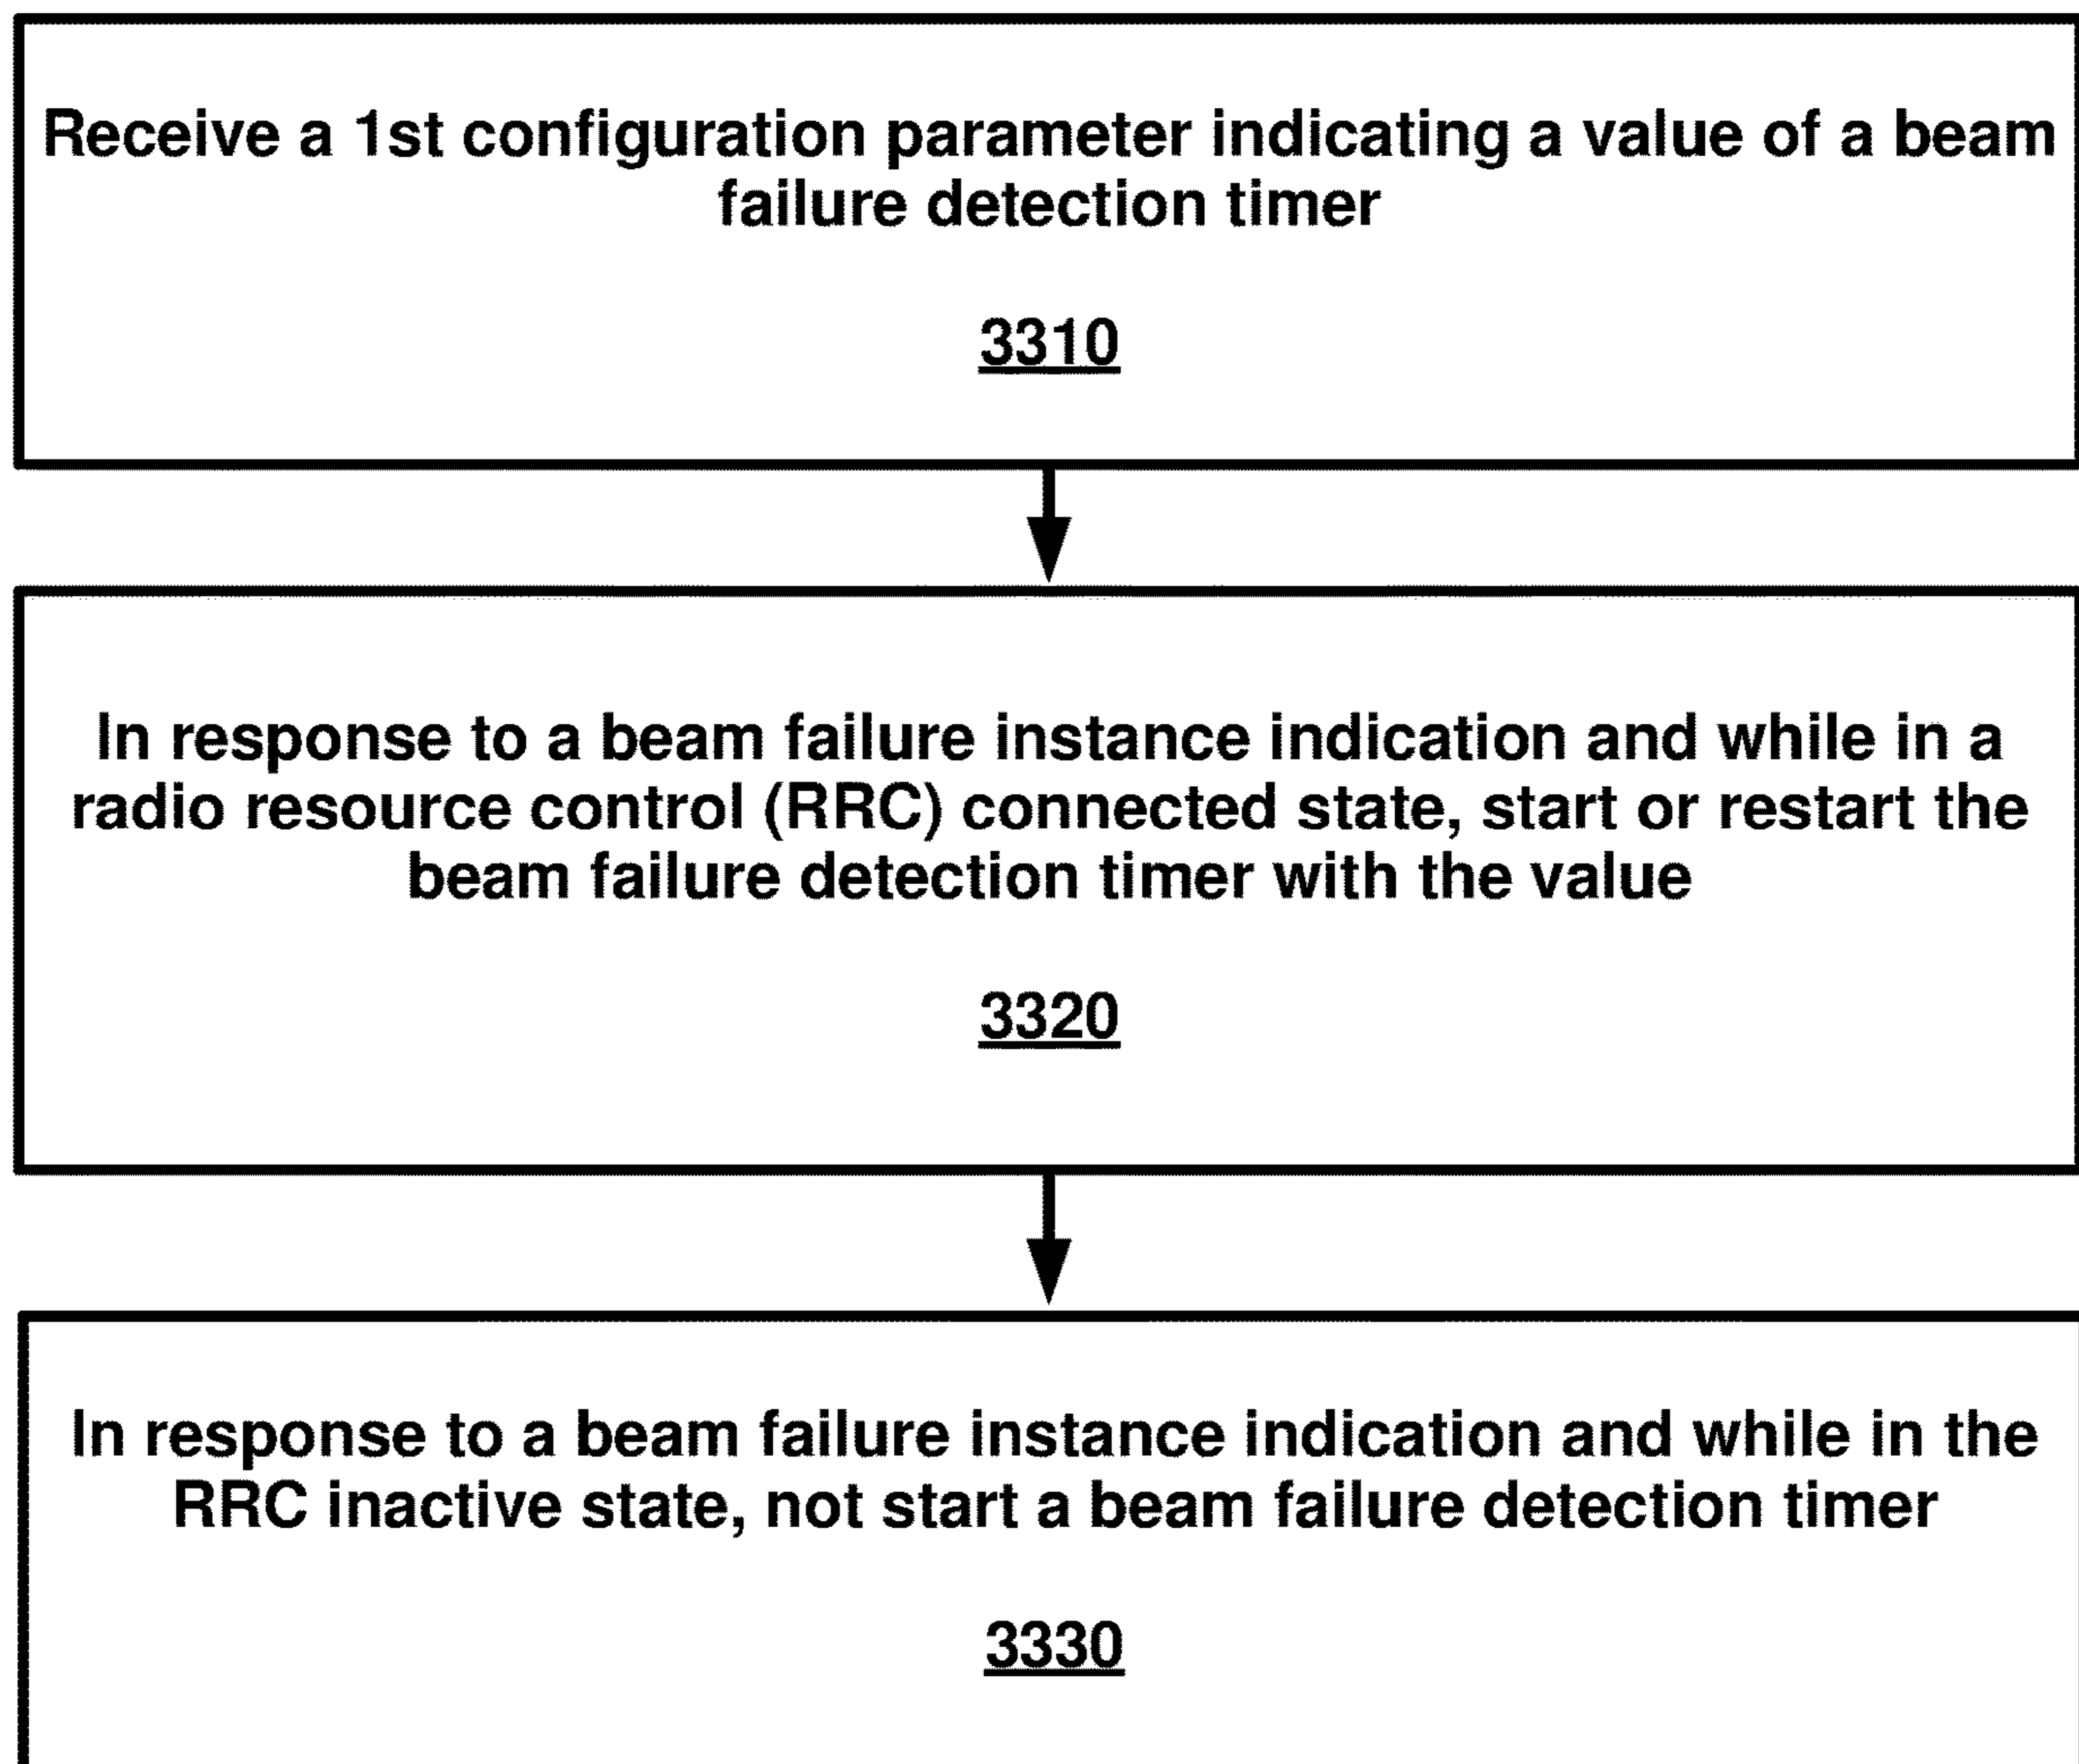 Receive a 1st configuration parameter indicating a value of a beam
failure detection timer
3310
In response to a beam failure instance indication and while in a
radio resource control (RRC) connected state, start or restart the
beam failure detection timer with the value
3320
In response to a beam failure instance indication and while in the
RRC inactive state, not start a beam failure detection timer
3330